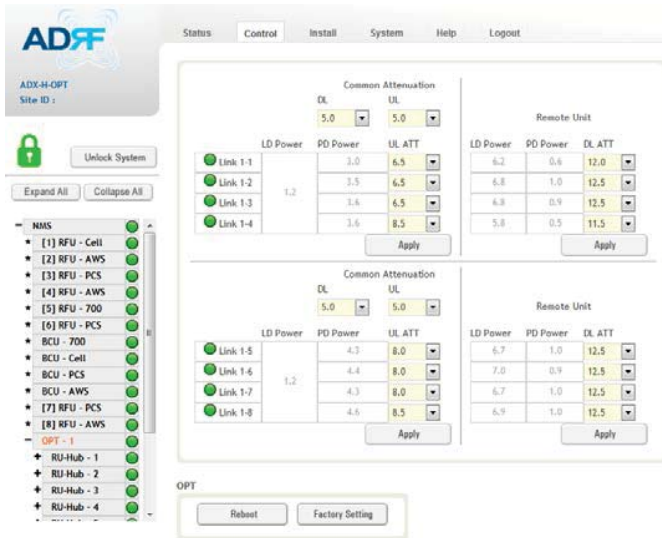 ADRF
Status Control Install System Help Logout
ADX-H-OPT
Site ID :
Unlock System
Expand All Collapse All
NMS
[1] RFU - Cell
[2] RFU - AWS
[3] RFU - PCS
[4] RFU - AWS
[5] RFU - 700
[6] RFU - PCS
BCU - 700
BCU - Cell
BCU - PCS
BCU - AWS
[7] RFU - PCS
[8] RFU - AWS
OPT - 1
RU-Hub - 1
RU-Hub - 2
RU-Hub - 3
RU-Hub - 4
Common Attenuation
DL UL
5.0 5.0 Remote Unit
LD Power PD Power UL ATT LD Power PD Power DL ATT
Link 1-1 3.0 6.5 6.2 0.6 12.0
Link 1-2 3.5 6.5 6.8 1.0 12.5
1.2
Link 1-3 3.6 6.5 6.8 0.9 12.5
Link 1-4 3.6 8.5 5.8 0.5 11.5
Apply Apply
Common Attenuation
DL UL
5.0 5.0 Remote Unit
LD Power PD Power UL ATT LD Power PD Power DL ATT
Link 1-5 4.3 8.0 6.7 1.0 12.5
Link 1-6 4.4 8.0 7.0 0.9 12.5
1.2
Link 1-7 4.3 8.0 6.7 1.0 12.5
Link 1-8 4.6 8.5 6.9 1.0 12.5
Apply Apply
OPT
Reboot Factory Setting